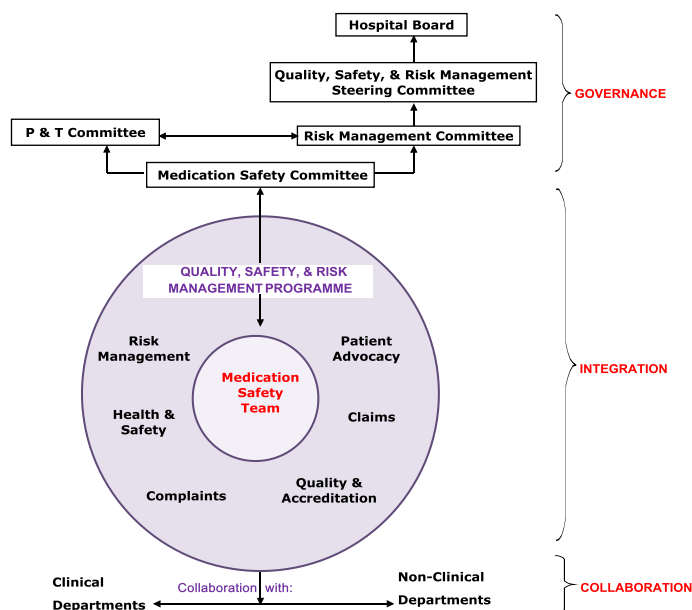 Hospital Board
Quality, Safety, & Risk Management
Steering Committee
GOVERNANCE
P & T Committee
Risk Management Committee
Medication Safety Committee
QUALITY, SAFETY, & RISK
MANAGEMENT PROGRAMME
Risk
Management
Patient
Advocacy
INTEGRATION
Medication
Safety
Team
Health &
Safety
Claims
Complaints
Quality &
Accreditation
Clinical
Departments
Collaboration with:
Non-Clinical
Departments
COLLABORATION